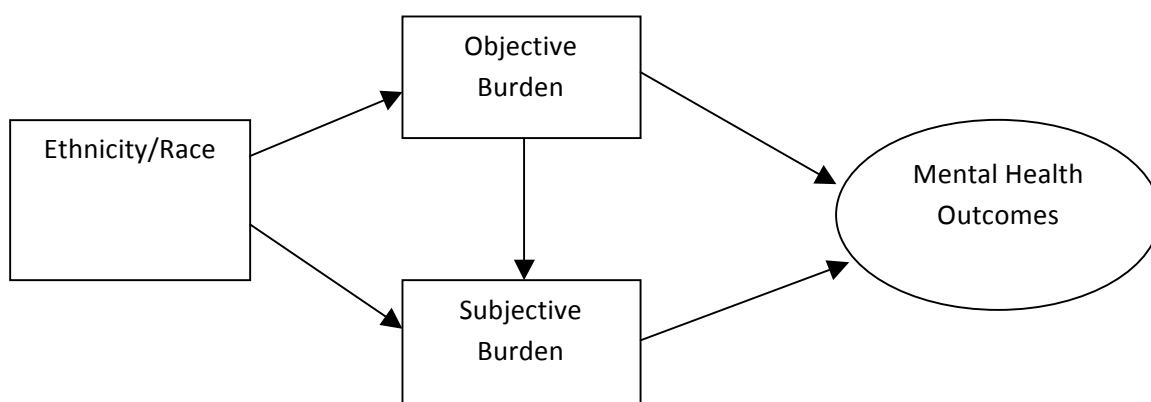 Objective
Burden
Ethnicity/Race
Mental Health
Outcomes
Subjective
Burden